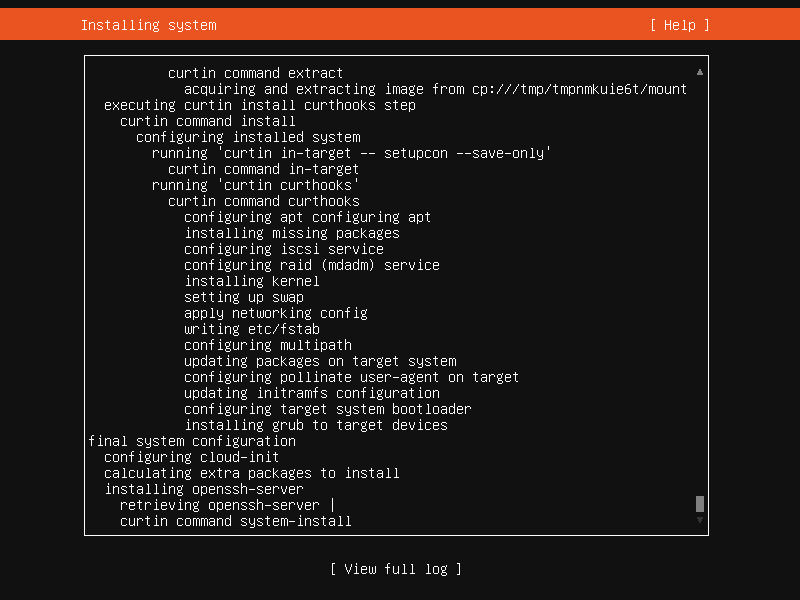 Installing system [ Help ]
curtin command extract
acquiring and extracting image from cp:///tmp/tmpnmkuie6t/mount
executing curtin install curthooks step
curtin command install
configuring installed system
running 'curtin in-target -- setupcon --save-only'
curtin command in-target
running 'curtin curthooks'
curtin command curthooks
configuring apt configuring apt
installing missing packages
configuring iscsi service
configuring raid (mdadm) service
installing kernel
setting up swap
apply networking config
writing etc/fstab
configuring multipath
updating packages on target system
configuring pollinate user-agent on target
updating initramfs configuration
configuring target system bootloader
installing grub to target devices
final system configuration
configuring cloud-init
calculating extra packages to install
installing openssh-server
retrieving openssh-server |
curtin command system-install
[ View full log ]